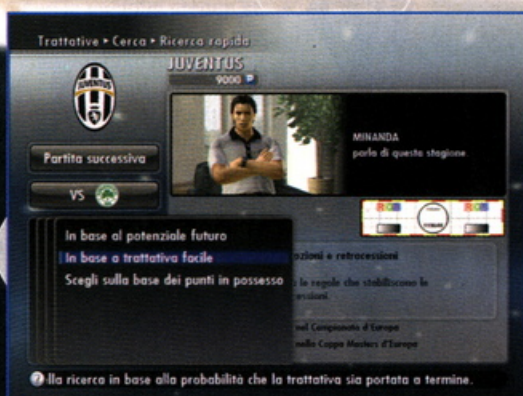 Trattative ▸ Cerca ▸ Ricerca rapida
JUVENTUS
9000 P
JUVENTUS
MINANDA
parla di questa stagione.
Partita successiva
VS
In base al potenziale futuro
In base a trattativa facile
Scegli sulla base dei punti in possesso
ozioni e retrocessioni
le regole che stabiliscono le
essioni.
nel Campionato d'Europa
nella Coppa Masters d'Europa
lla ricerca in base alla probabilità che la trattativa sia portata a termine.